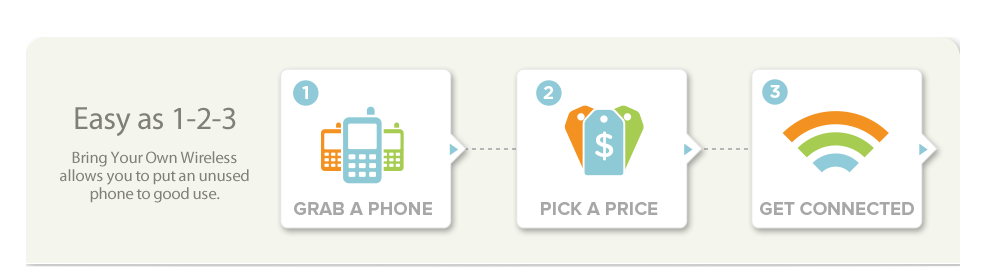 Easy as 1-2-3
Bring Your Own Wireless
allows you to put an unused
phone to good use.
1
GRAB A PHONE
2
$
PICK A PRICE
3
GET CONNECTED